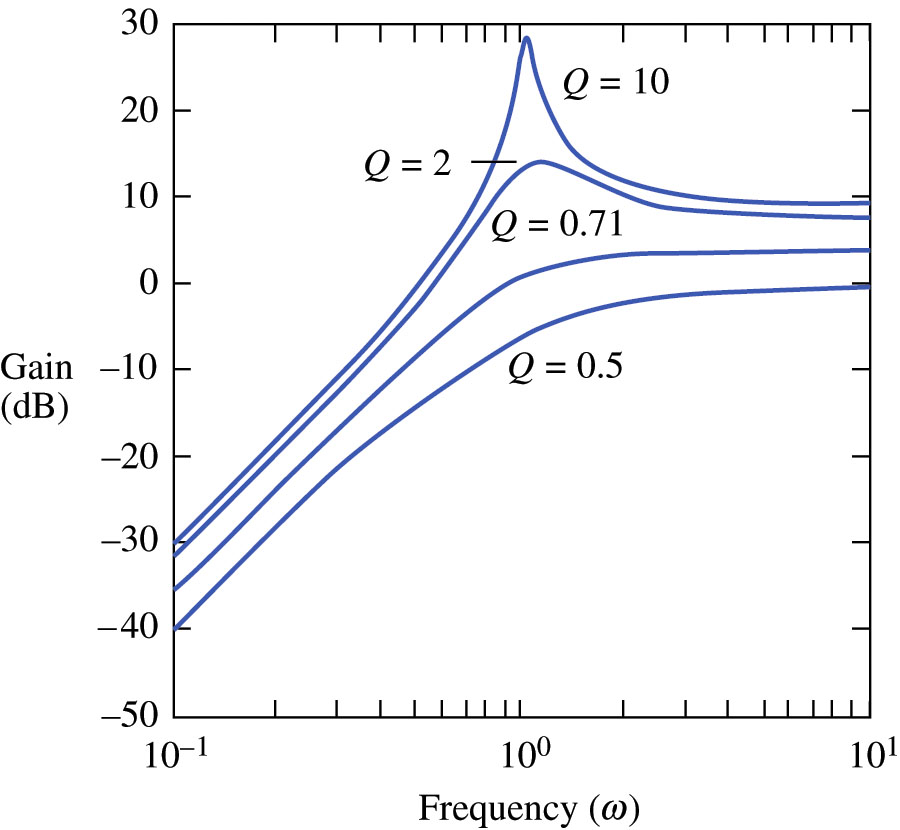 30
20
10
0
–10
–20
–30
–40
–50
Gain
(dB)
Q = 10
Q = 2
Q = 0.71
Q = 0.5
10⁻¹
10⁰
10¹
Frequency (ω)